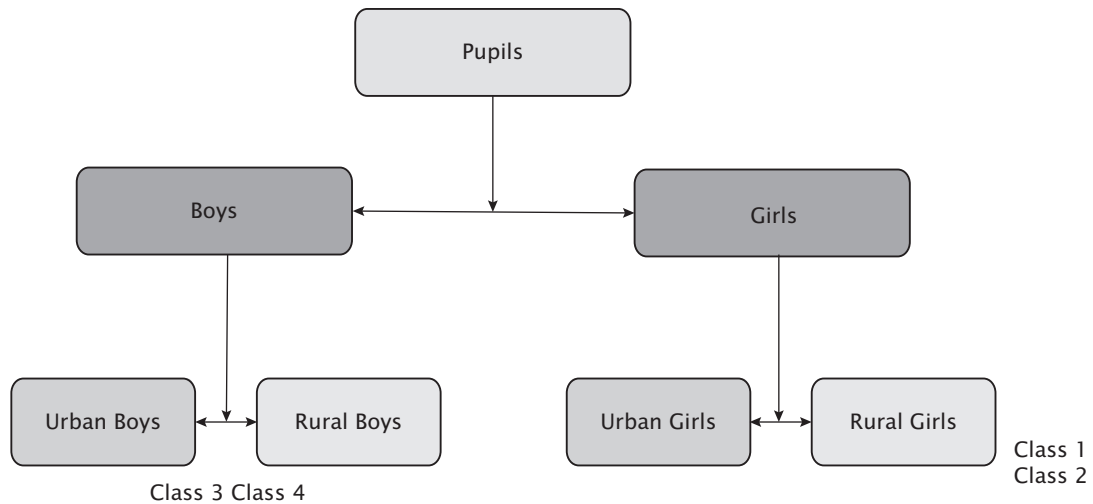 Pupils
Boys
Girls
Urban Boys
Rural Boys
Urban Girls
Rural Girls
Class 1
Class 2
Class 3 Class 4